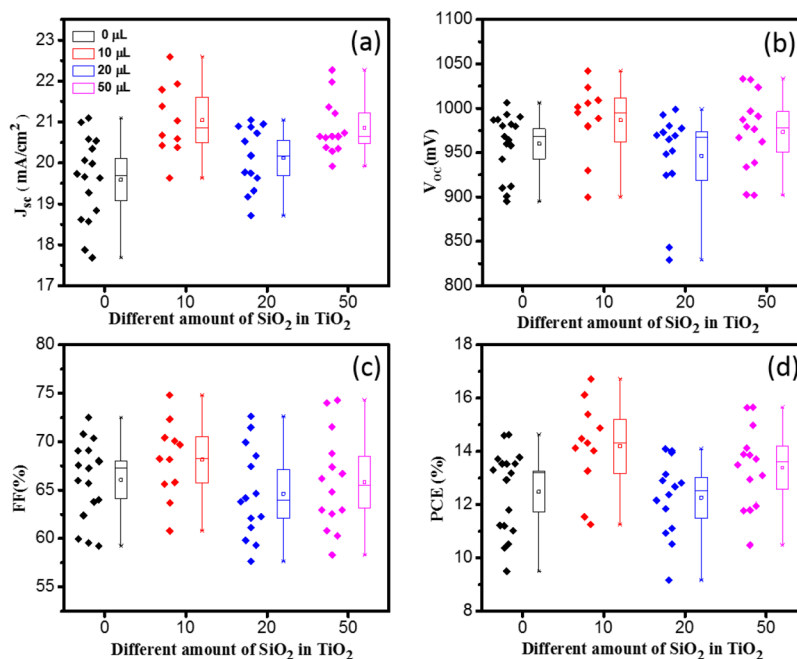 (a)
0 μL
10 μL
20 μL
50 μL
23
22
21
20
19
18
17
J_sc ( mA/cm²)
0 10 20 50
Different amount of SiO₂ in TiO₂
(b)
1100
1050
1000
950
900
850
800
V_OC(mV)
0 10 20 50
Different amount of SiO₂ in TiO₂
(c)
80
75
70
65
60
55
FF(%)
0 10 20 50
Different amount of SiO₂ in TiO₂
(d)
18
16
14
12
10
8
PCE (%)
0 10 20 50
Different amount of SiO₂ in TiO₂